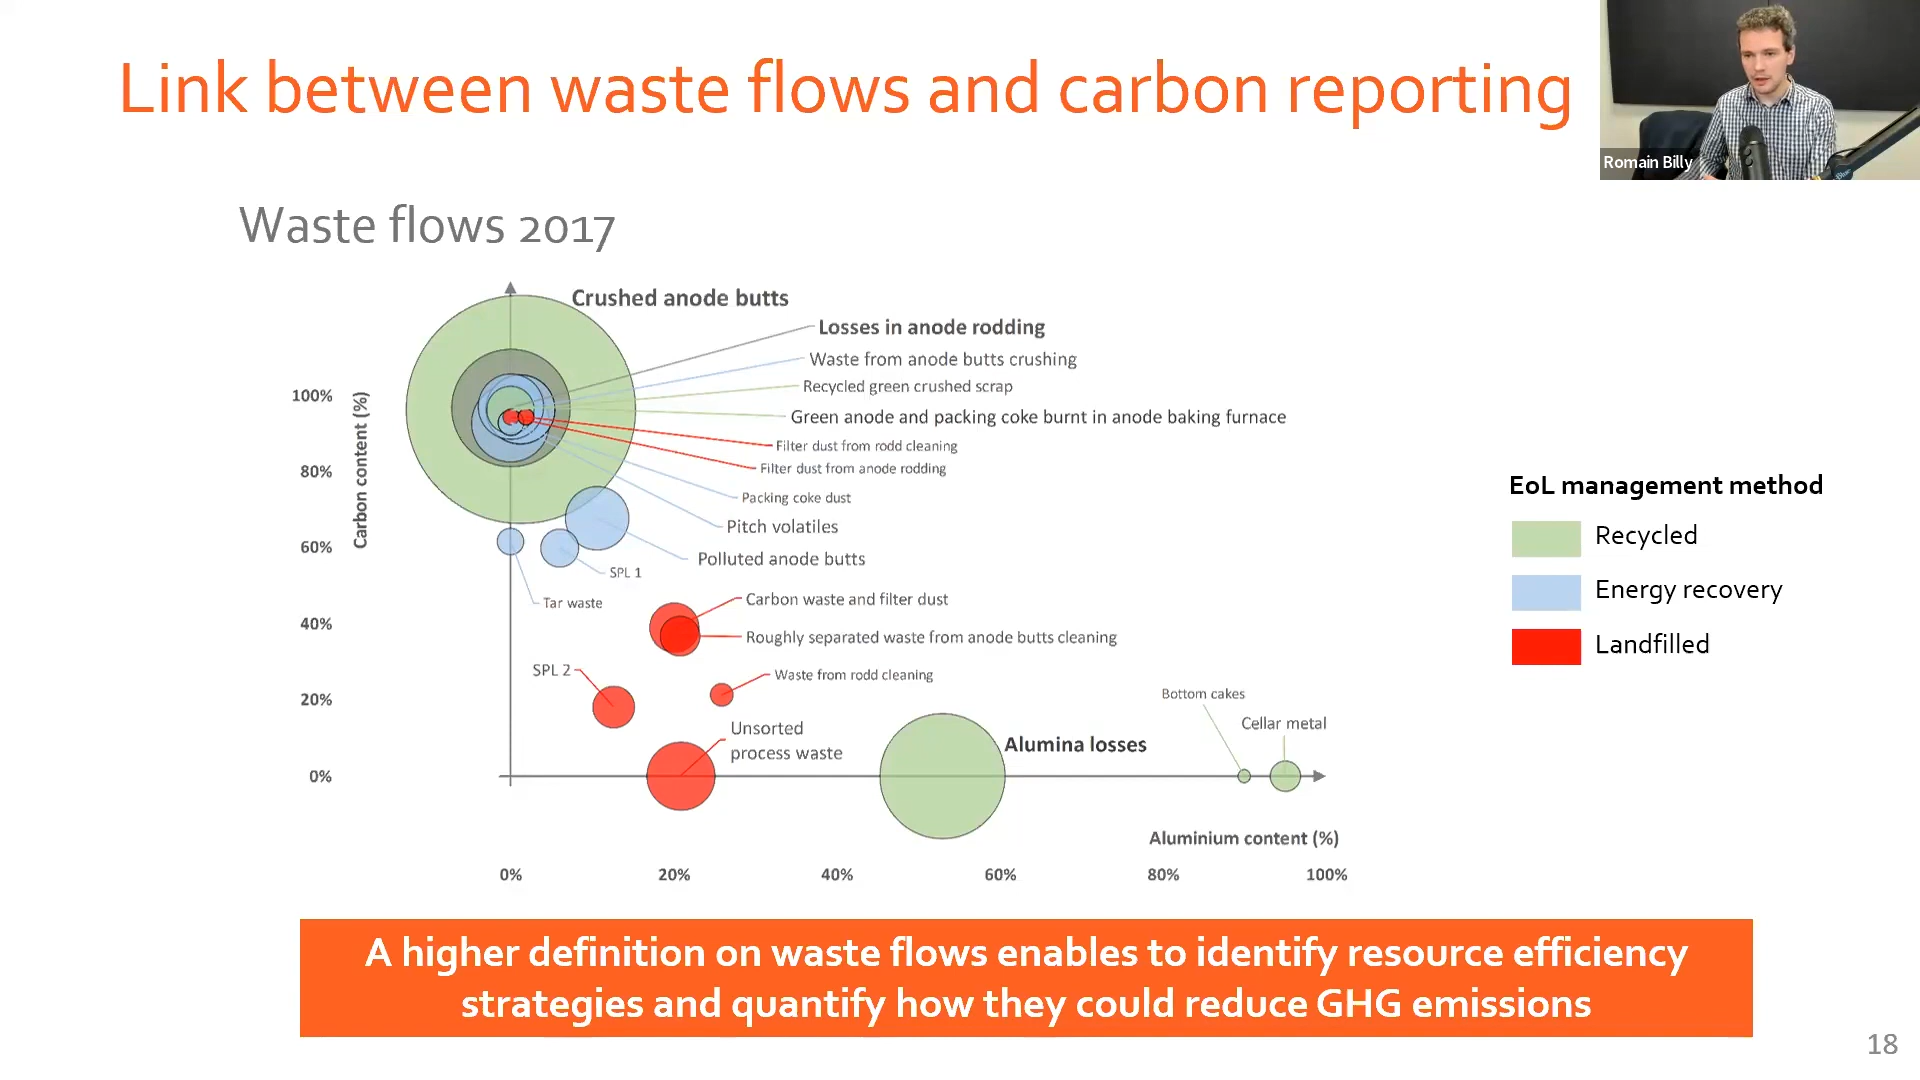 Link between waste flows and carbon reporting
Romain Billy
Waste flows 2017
Crushed anode butts
Losses in anode rodding
Waste from anode butts crushing
Recycled green crushed scrap
Green anode and packing coke burnt in anode baking furnace
Filter dust from rodd cleaning
Filter dust from anode rodding
Packing coke dust
Pitch volatiles
Polluted anode butts
SPL 1
Tar waste
Carbon waste and filter dust
Roughly separated waste from anode butts cleaning
SPL 2
Waste from rodd cleaning
Unsorted
process waste
Alumina losses
Bottom cakes
Cellar metal
Carbon content (%)
100%
80%
60%
40%
20%
0%
Aluminium content (%)
0% 20% 40% 60% 80% 100%
EoL management method
Recycled
Energy recovery
Landfilled
A higher definition on waste flows enables to identify resource efficiency
strategies and quantify how they could reduce GHG emissions
18